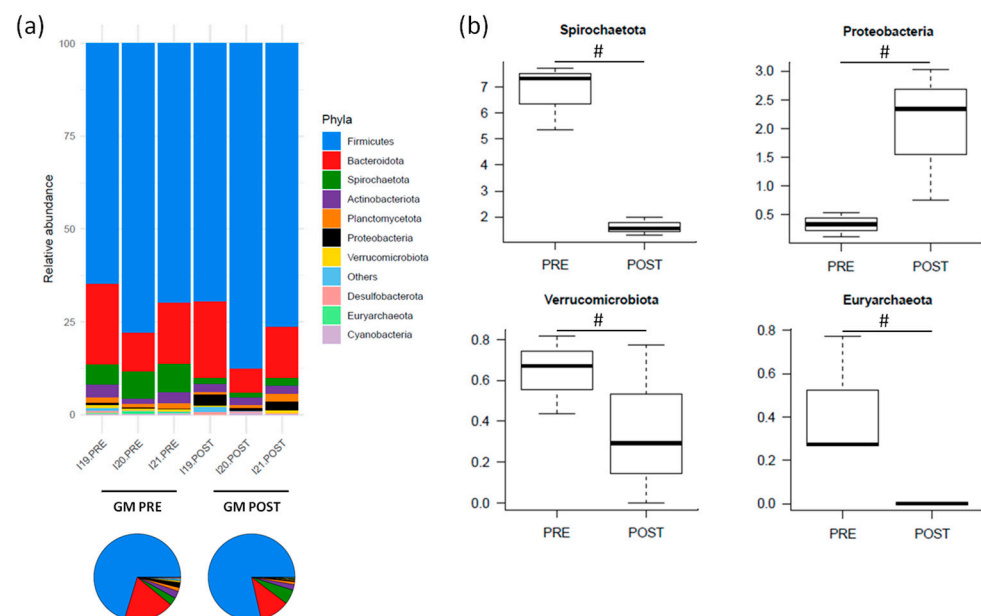 (a)
100
75
50
25
0
Relative abundance
I19.PRE
I20.PRE
I21.PRE
I19.POST
I20.POST
I21.POST
GM PRE
GM POST
Phyla
Firmicutes
Bacteroidota
Spirochaetota
Actinobacteriota
Planctomycetota
Proteobacteria
Verrucomicrobiota
Others
Desulfobacterota
Euryarchaeota
Cyanobacteria
(b)
Spirochaetota
#
7
6
5
4
3
2
PRE POST
Proteobacteria
#
3.0
2.5
2.0
1.5
1.0
0.5
PRE POST
Verrucomicrobiota
#
0.8
0.6
0.4
0.2
0.0
PRE POST
Euryarchaeota
#
0.8
0.6
0.4
0.2
0.0
PRE POST